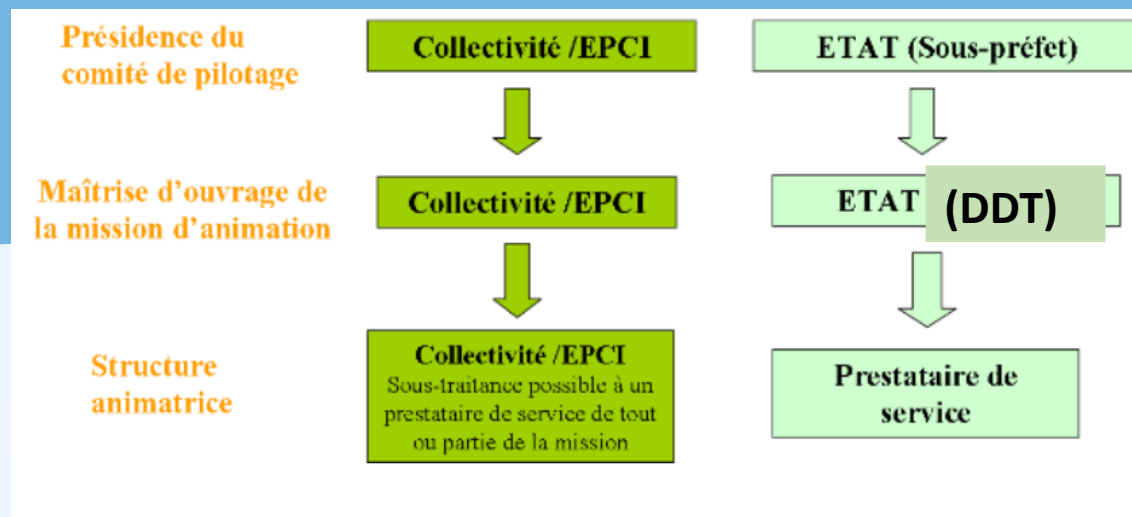 Présidence du
comité de pilotage
Collectivité /EPCI
ETAT (Sous-préfet)
Maîtrise d'ouvrage de
la mission d'animation
Collectivité /EPCI
ETAT (DDT)
Structure
animatrice
Collectivité /EPCI
Sous-traitance possible à un
prestataire de service de tout
ou partie de la mission
Prestataire de
service